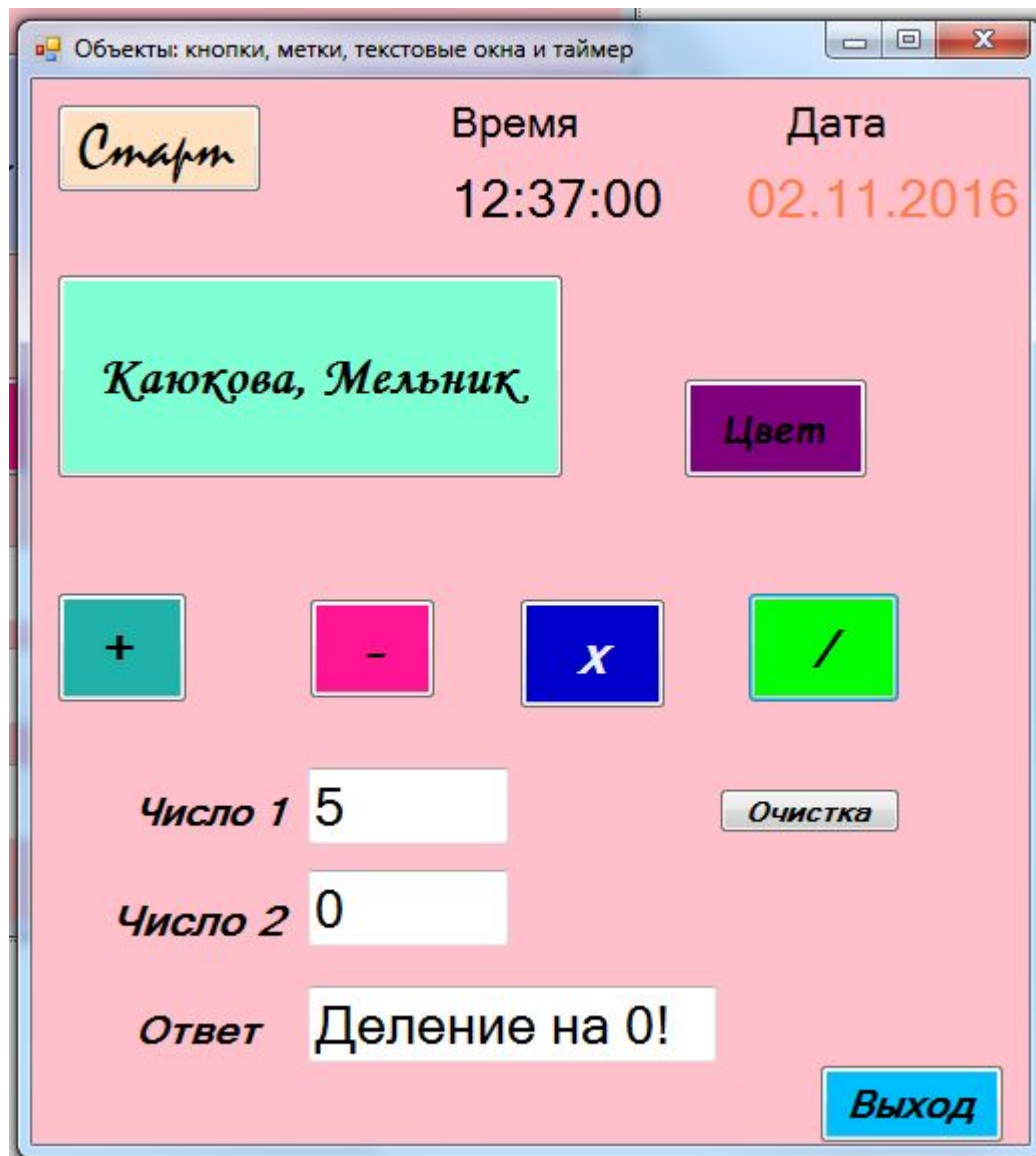 Объекты: кнопки, метки, текстовые окна и таймер
Старт
Время
Дата
12:37:00
02.11.2016
Каюкова, Мельник
Цвет
+
-
x
/
Число 1
5
Очистка
Число 2
0
Ответ
Деление на 0!
Выход